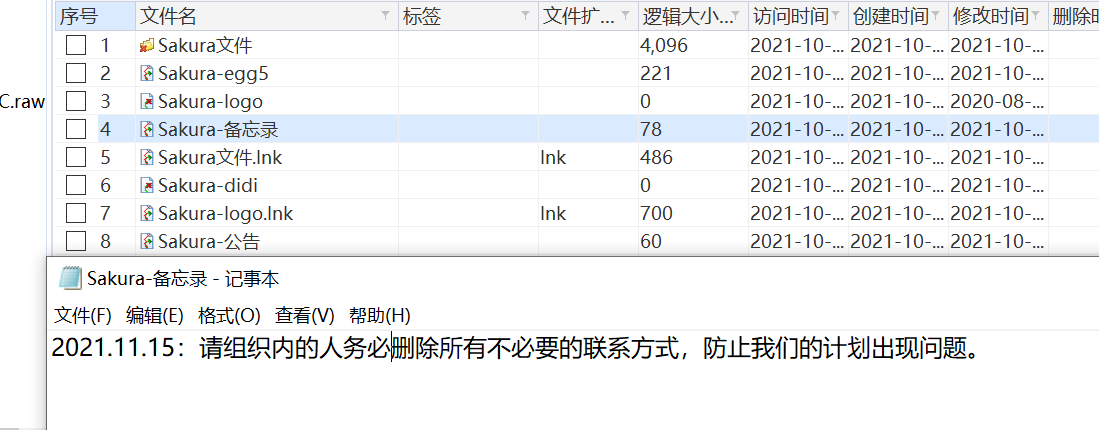 序号 文件名 标签 文件扩... 逻辑大小... 访问时间 创建时间 修改时间 删除时
1 Sakura文件 4,096 2021-10-... 2021-10-... 2021-10-...
2 Sakura-egg5 221 2021-10-... 2021-10-... 2021-10-...
C.raw
3 Sakura-logo 0 2021-10-... 2021-10-... 2020-08-...
4 Sakura-备忘录 78 2021-10-... 2021-10-... 2021-10-...
5 Sakura文件.lnk lnk 486 2021-10-... 2021-10-... 2021-10-...
6 Sakura-didi 0 2021-10-... 2021-10-... 2021-10-...
7 Sakura-logo.lnk lnk 700 2021-10-... 2021-10-... 2021-10-...
8 Sakura-公告 60 2021-10-... 2021-10-... 2021-10-...
Sakura-备忘录 - 记事本
文件(F) 编辑(E) 格式(O) 查看(V) 帮助(H)
2021.11.15：请组织内的人务必删除所有不必要的联系方式，防止我们的计划出现问题。